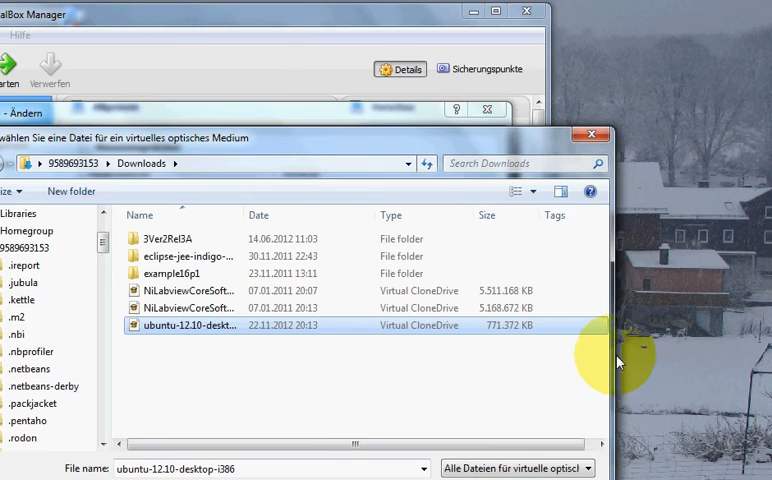 alBox Manager
Hilfe
arten
Verwerfen
Details
Sicherungspunkte
- Ändern
wählen Sie eine Datei für ein virtuelles optisches Medium
9589693153
Downloads
Search Downloads
ize
New folder
Name
Date
Type
Size
Tags
Libraries
Homegroup
9589693153
.ireport
.jubula
.kettle
.m2
.nbi
.nbprofiler
.netbeans
.netbeans-derby
.packjacket
.pentaho
.rodon
3Ver2Rel3A 14.06.2012 11:03 File folder
eclipse-jee-indigo-... 30.11.2011 22:43 File folder
example16p1 23.11.2011 13:11 File folder
NiLabviewCoreSoft... 07.01.2011 20:07 Virtual CloneDrive 5.511.168 KB
NiLabviewCoreSoft... 07.01.2011 20:13 Virtual CloneDrive 5.168.672 KB
ubuntu-12.10-deskt... 22.11.2012 20:13 Virtual CloneDrive 771.372 KB
File name: ubuntu-12.10-desktop-i386
Alle Dateien für virtuelle optisch